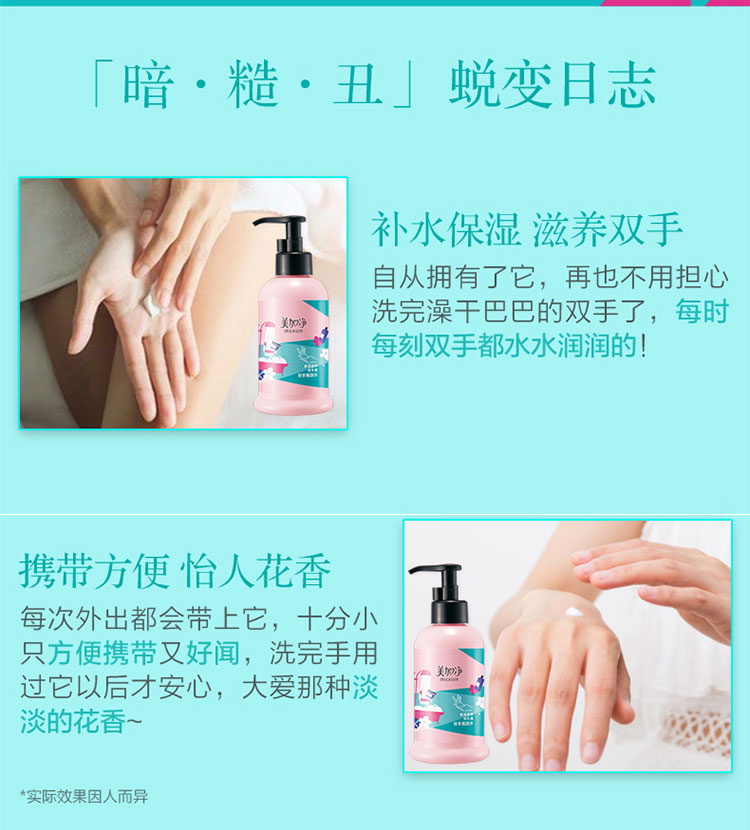 「暗·糙·丑」蜕变日志
补水保湿 滋养双手
自从拥有了它，再也不用担心
洗完澡干巴巴的双手了，每时
每刻双手都水水润润的!
美加净
maxam
携带方便 怡人花香
每次外出都会带上它，十分小
只方便携带又好闻，洗完手用
过它以后才安心，大爱那种淡
淡的花香~
美加净
maxam
*实际效果因人而异